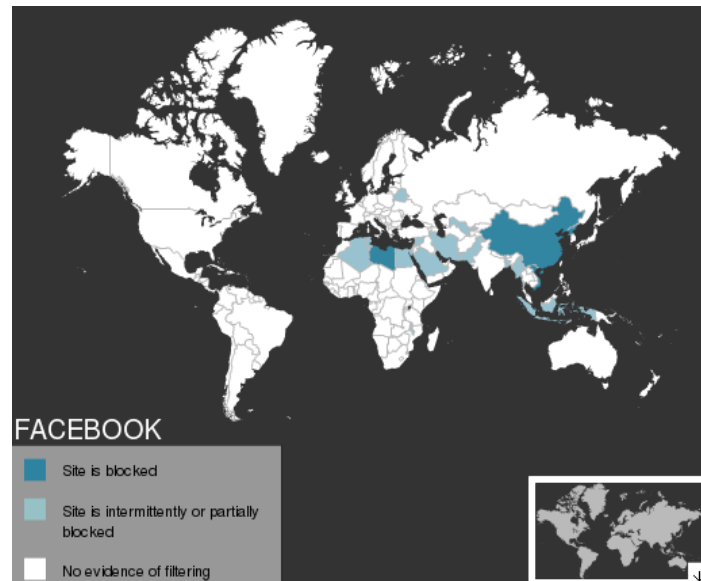 FACEBOOK
Site is blocked
Site is intermittently or partially
blocked
No evidence of filtering